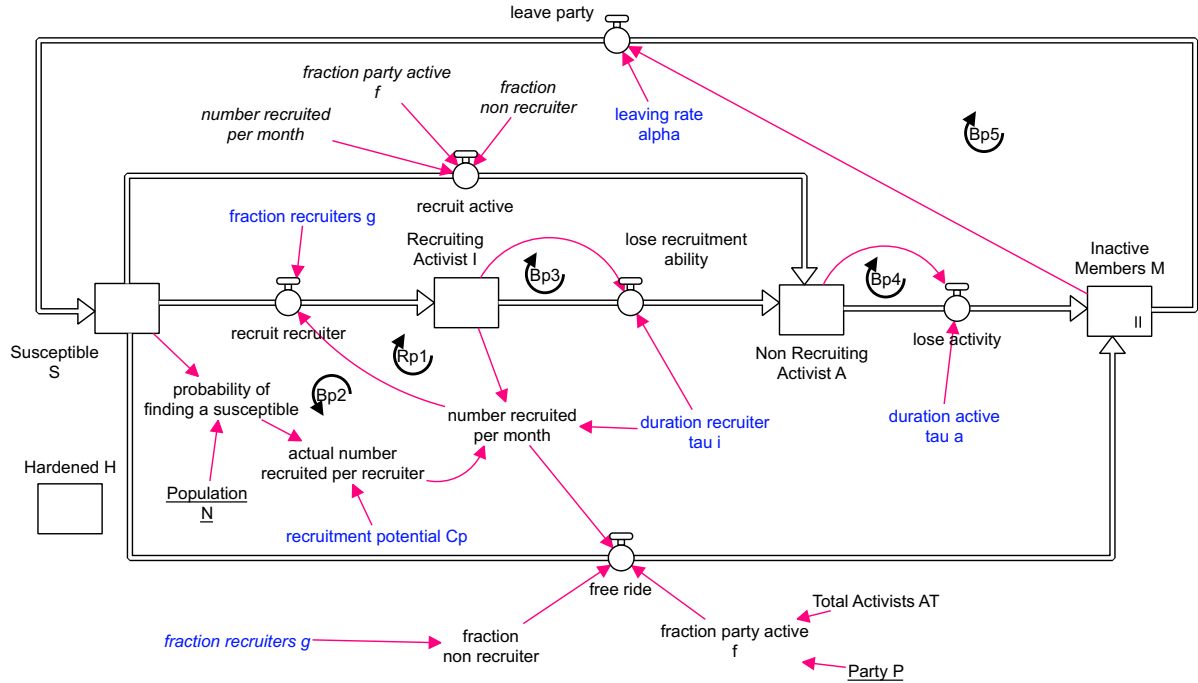 leave party
fraction party active
f
fraction
non recruiter
number recruited
per month
leaving rate
alpha
Bp5
recruit active
fraction recruiters g
Recruiting
Activist I
lose recruitment
ability
Inactive
Members M
Bp3
Bp4
II
recruit recruiter
lose activity
Susceptible
S
Rp1
Non Recruiting
Activist A
probability of
finding a susceptible
Bp2
number recruited
per month
duration recruiter
tau i
duration active
tau a
actual number
recruited per recruiter
Hardened H
Population
N
recruitment potential Cp
free ride
Total Activists AT
fraction recruiters g
fraction
non recruiter
fraction party active
f
Party P